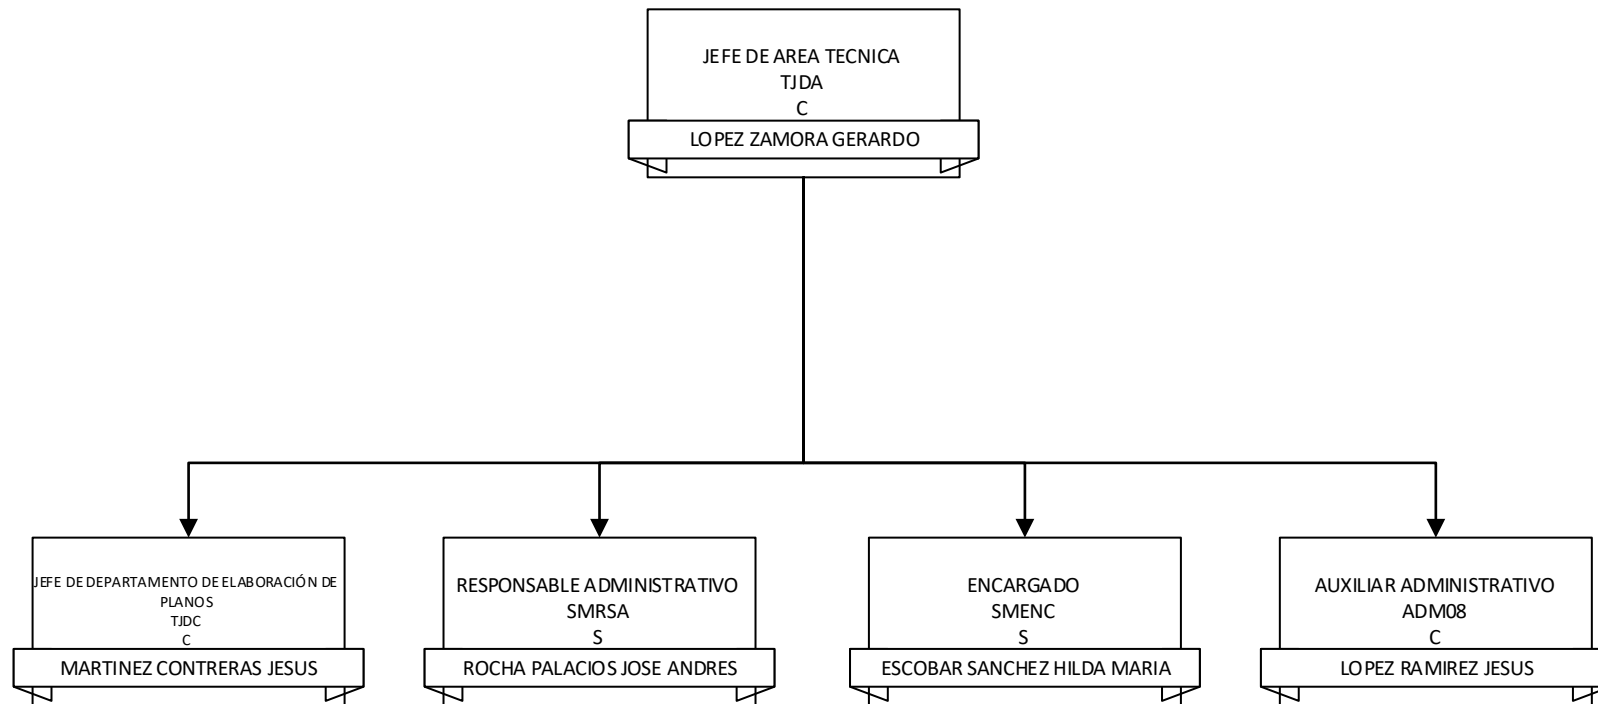 JEFE DE AREA TECNICA
TJDA
C
LOPEZ ZAMORA GERARDO
JEFE DE DEPARTAMENTO DE ELABORACIÓN DE
PLANOS
TJDC
C
MARTINEZ CONTRERAS JESUS
RESPONSABLE ADMINISTRATIVO
SMRSA
S
ROCHA PALACIOS JOSE ANDRES
ENCARGADO
SMENC
S
ESCOBAR SANCHEZ HILDA MARIA
AUXILIAR ADMINISTRATIVO
ADM08
C
LOPEZ RAMIREZ JESUS